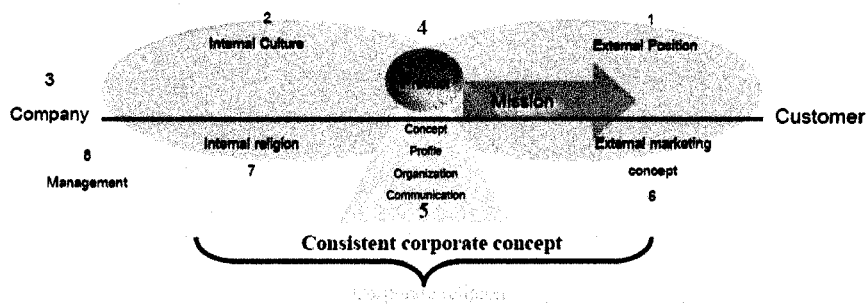 2
Internal Culture
4
1
External Position
3
Company
Mission
Customer
Internal religion
7
Concept
Profile
Organization
Communication
5
External marketing
concept
6
8
Management
Consistent corporate concept